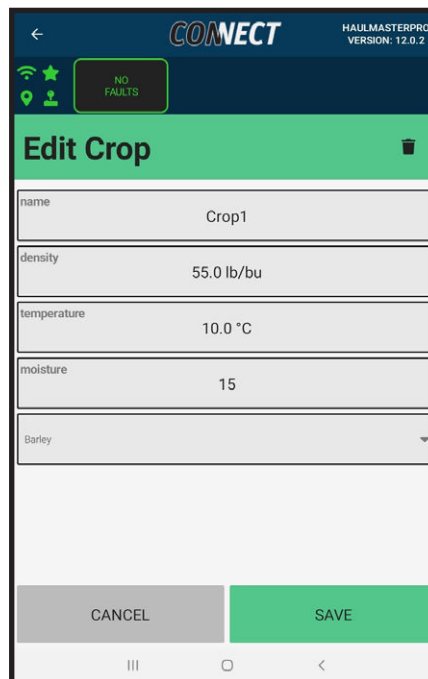 CONNECT
HAULMASTERPRO
VERSION: 12.0.2
NO
FAULTS
Edit Crop
name
Crop1
density
55.0 lb/bu
temperature
10.0 °C
moisture
15
Barley
CANCEL
SAVE